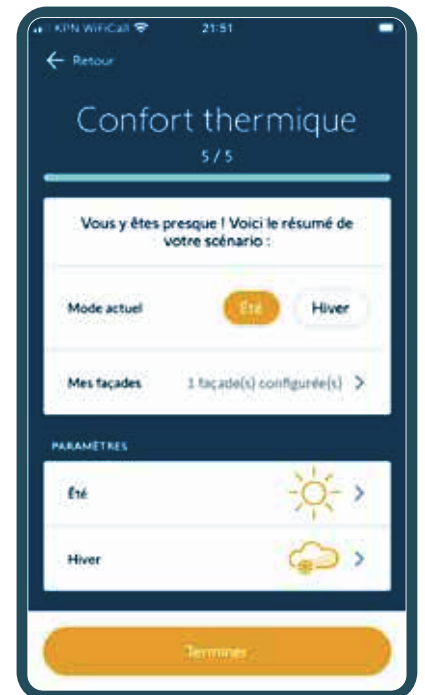 KPN WiFiCall 21:51
Retour
Confort thermique
5 / 5
Vous y êtes presque ! Voici le résumé de
votre scénario :
Mode actuel Été Hiver
Mes façades 1 façade(s) configurée(s)
PARAMÈTRES
Été
Hiver
Terminer